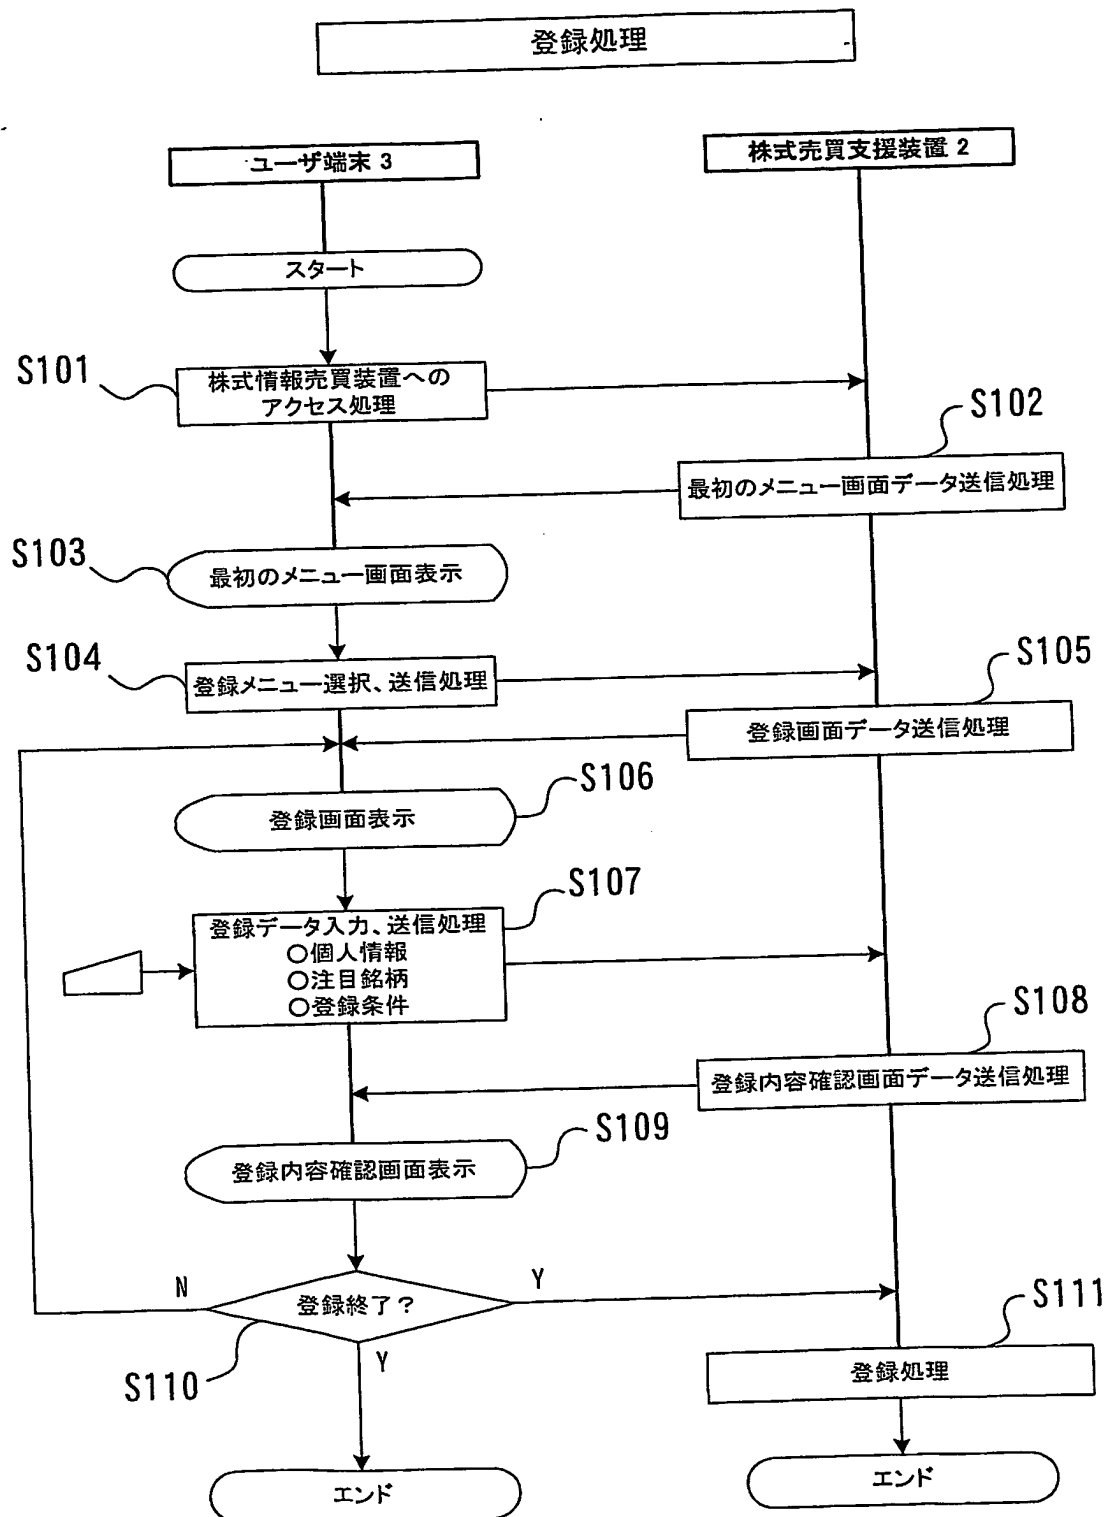 登録処理
ユーザ端末 3
株式売買支援装置 2
スタート
S101
株式情報売買装置への
アクセス処理
S102
最初のメニュー画面データ送信処理
S103
最初のメニュー画面表示
S104
登録メニュー選択、送信処理
S105
登録画面データ送信処理
S106
登録画面表示
S107
登録データ入力、送信処理
○個人情報
○注目銘柄
○登録条件
S108
登録内容確認画面データ送信処理
S109
登録内容確認画面表示
N
登録終了？
Y
S110
Y
S111
登録処理
エンド
エンド